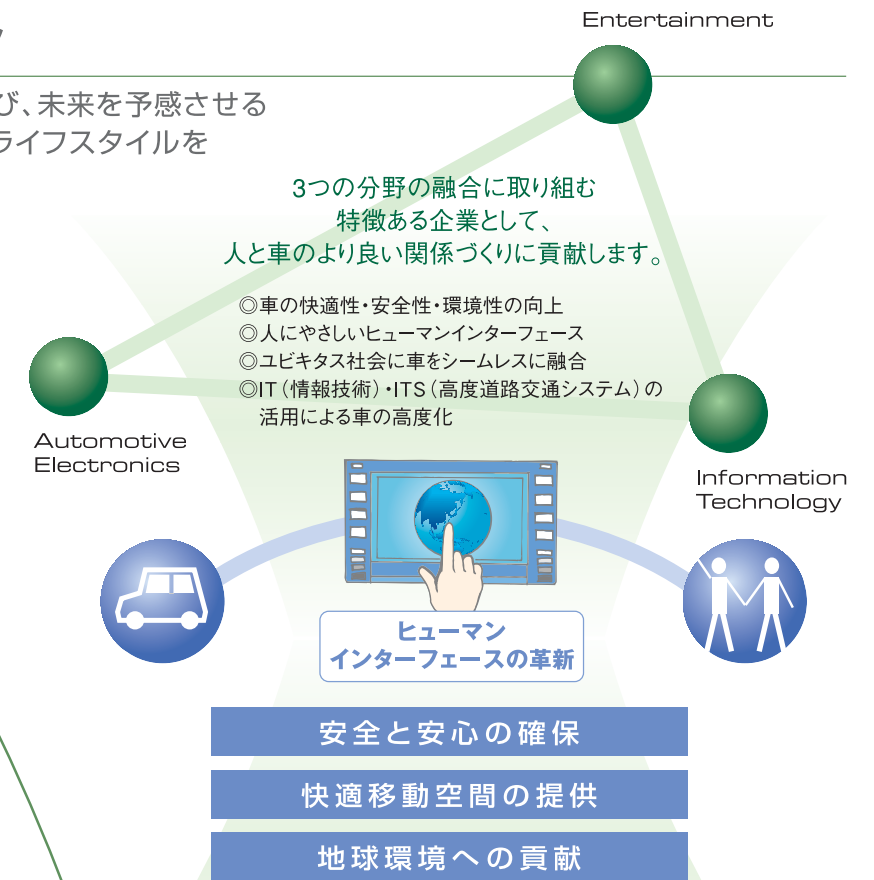 Entertainment
び、未来を予感させる
ライフスタイルを
3つの分野の融合に取り組む
特徴ある企業として、
人と車のより良い関係づくりに貢献します。
◎車の快適性・安全性・環境性の向上
◎人にやさしいヒューマンインターフェース
◎ユビキタス社会に車をシームレスに融合
◎IT(情報技術)・ITS(高度道路交通システム)の
活用による車の高度化
Automotive
Electronics
Information
Technology
ヒューマン
インターフェースの革新
安全と安心の確保
快適移動空間の提供
地球環境への貢献